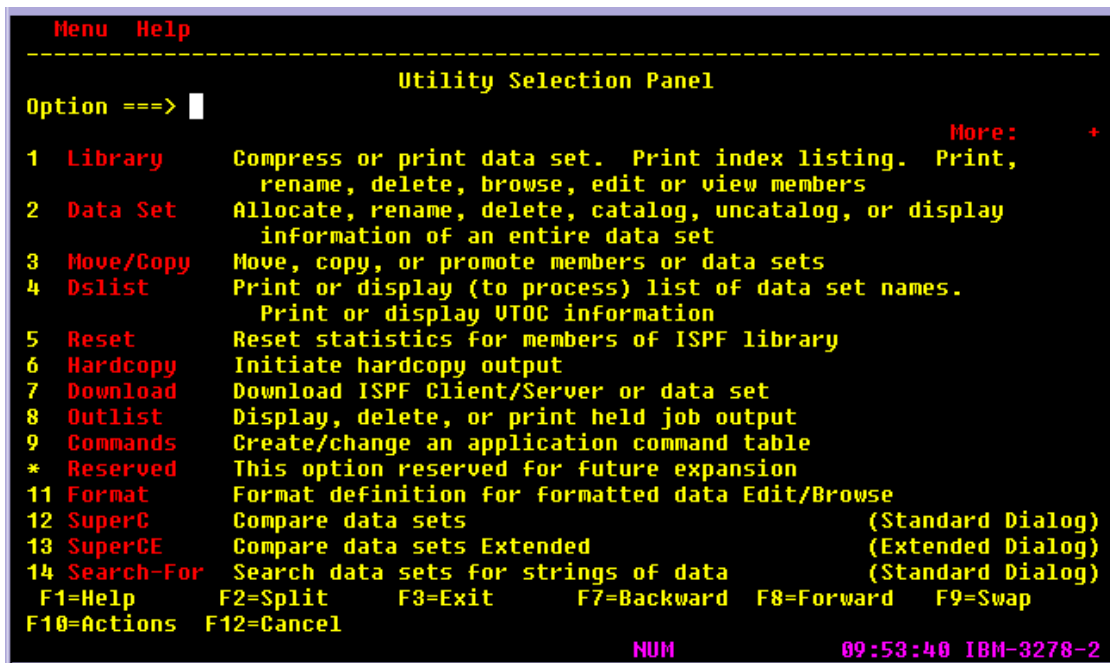 Menu Help
--------------------------------------------------------------------------------
Utility Selection Panel
Option ===>
More: +
1 Library Compress or print data set. Print index listing. Print,
rename, delete, browse, edit or view members
2 Data Set Allocate, rename, delete, catalog, uncatalog, or display
information of an entire data set
3 Move/Copy Move, copy, or promote members or data sets
4 Dslist Print or display (to process) list of data set names.
Print or display VTOC information
5 Reset Reset statistics for members of ISPF library
6 Hardcopy Initiate hardcopy output
7 Download Download ISPF Client/Server or data set
8 Outlist Display, delete, or print held job output
9 Commands Create/change an application command table
* Reserved This option reserved for future expansion
11 Format Format definition for formatted data Edit/Browse
12 SuperC Compare data sets (Standard Dialog)
13 SuperCE Compare data sets Extended (Extended Dialog)
14 Search-For Search data sets for strings of data (Standard Dialog)
F1=Help F2=Split F3=Exit F7=Backward F8=Forward F9=Swap
F10=Actions F12=Cancel
NUM 09:53:40 IBM-3278-2